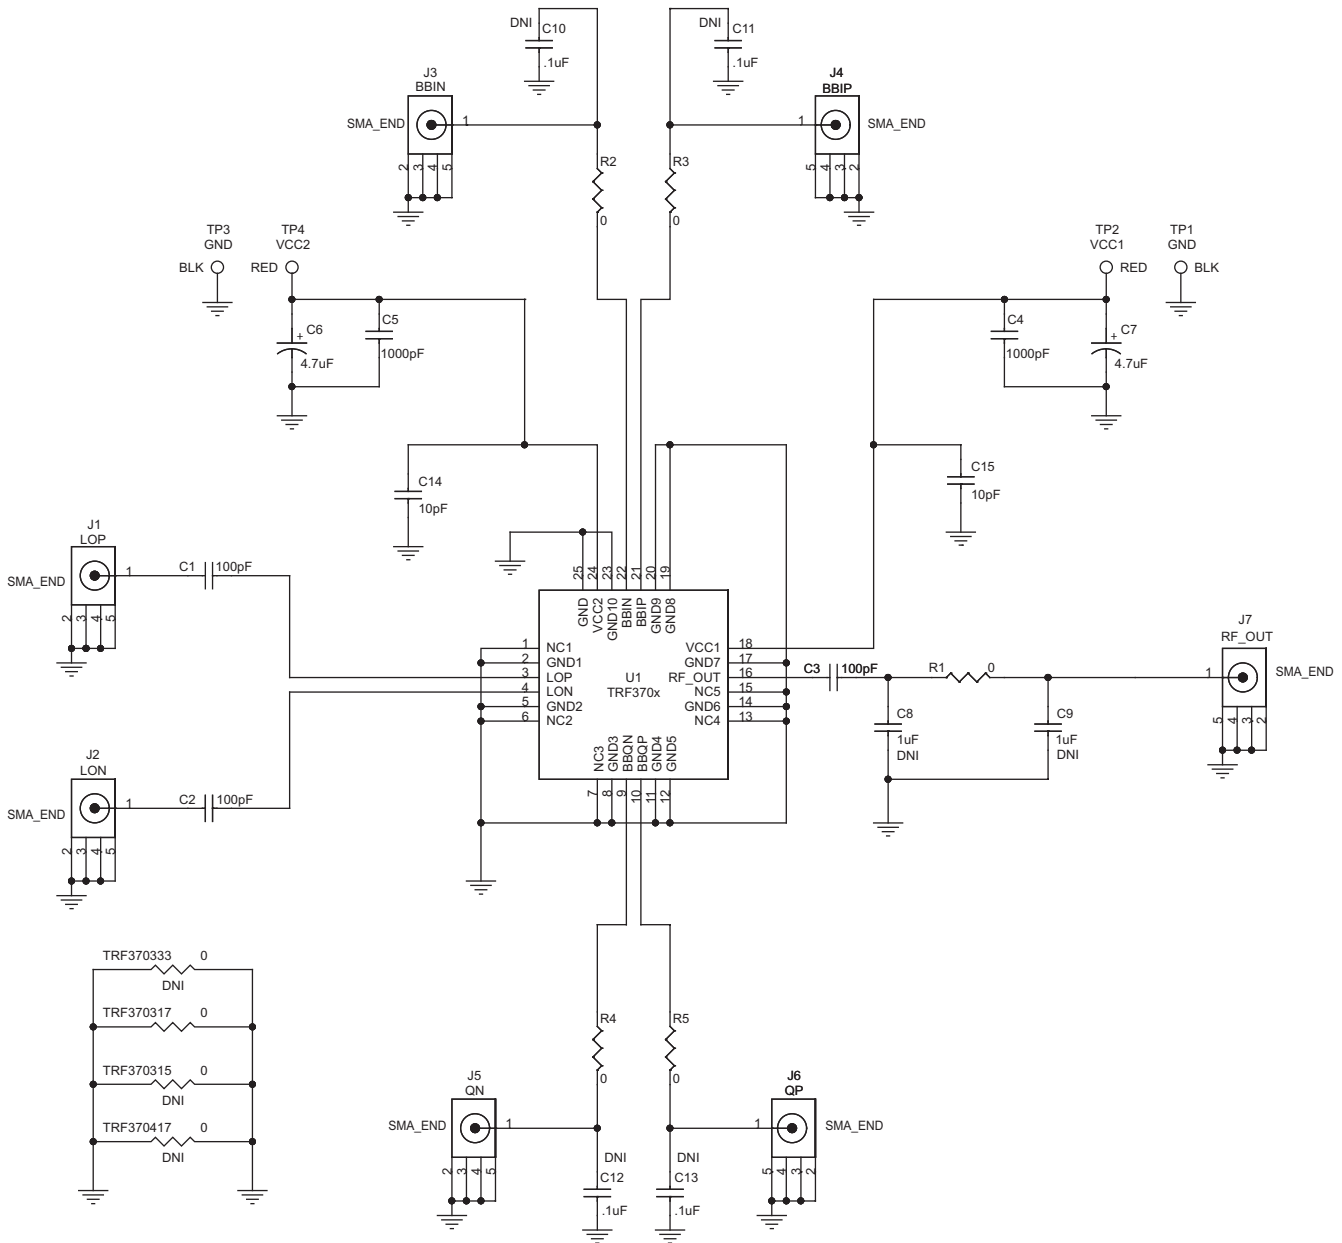 DNI
C10
.1uF
DNI
C11
.1uF
J3
BBIN
SMA_END
1
2 3 4 5
J4
BBIP
1
SMA_END
5 4 3 2
R2
0
R3
0
TP3
GND
BLK
TP4
VCC2
RED
C6
+
4.7uF
C5
1000pF
TP2
VCC1
RED
TP1
GND
BLK
C4
1000pF
C7
+
4.7uF
C14
10pF
C15
10pF
J1
LOP
SMA_END
1
2 3 4 5
C1
100pF
J2
LON
SMA_END
1
2 3 4 5
C2
100pF
25 24 23 22 21 20 19
GND VCC2 GND10 BBIN BBIP GND9 GND8
1 NC1
2 GND1
3 LOP
4 LON
5 GND2
6 NC2
U1
TRF370x
VCC1 18
GND7 17
RF_OUT 16
NC5 15
GND6 14
NC4 13
NC3 GND3 BBQN BBQP GND4 GND5
7 8 9 10 11 12
C3
100pF
R1
0
C8
1uF
DNI
C9
1uF
DNI
J7
RF_OUT
1
SMA_END
5 4 3 2
TRF370333 0
DNI
TRF370317 0
TRF370315 0
DNI
TRF370417 0
DNI
R4
0
R5
0
J5
QN
SMA_END
1
2 3 4 5
J6
QP
1
SMA_END
5 4 3 2
DNI
C12
.1uF
DNI
C13
.1uF